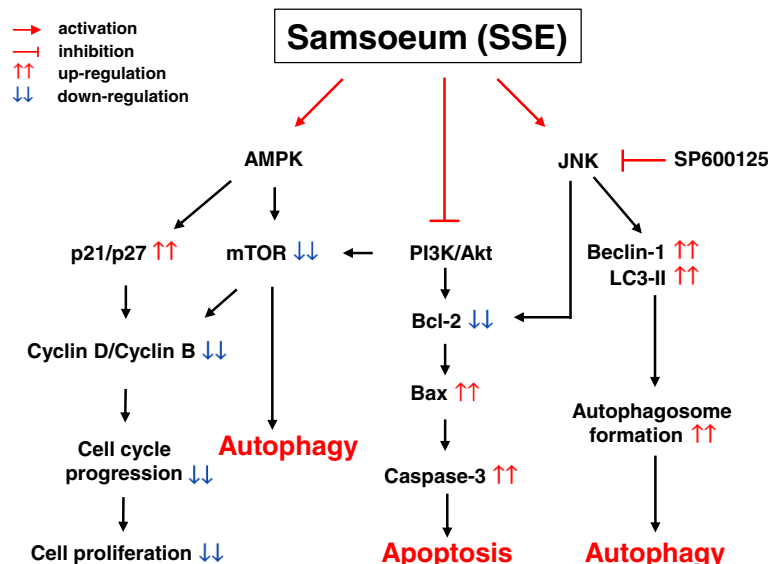 activation
inhibition
↑↑ up-regulation
↓↓ down-regulation
Samsoeum (SSE)
AMPK
JNK
SP600125
p21/p27 ↑↑
mTOR ↓↓
PI3K/Akt
Beclin-1 ↑↑
LC3-II ↑↑
Bcl-2 ↓↓
Cyclin D/Cyclin B ↓↓
Bax ↑↑
Autophagosome
formation ↑↑
Cell cycle
progression ↓↓
Autophagy
Caspase-3 ↑↑
Cell proliferation ↓↓
Apoptosis
Autophagy